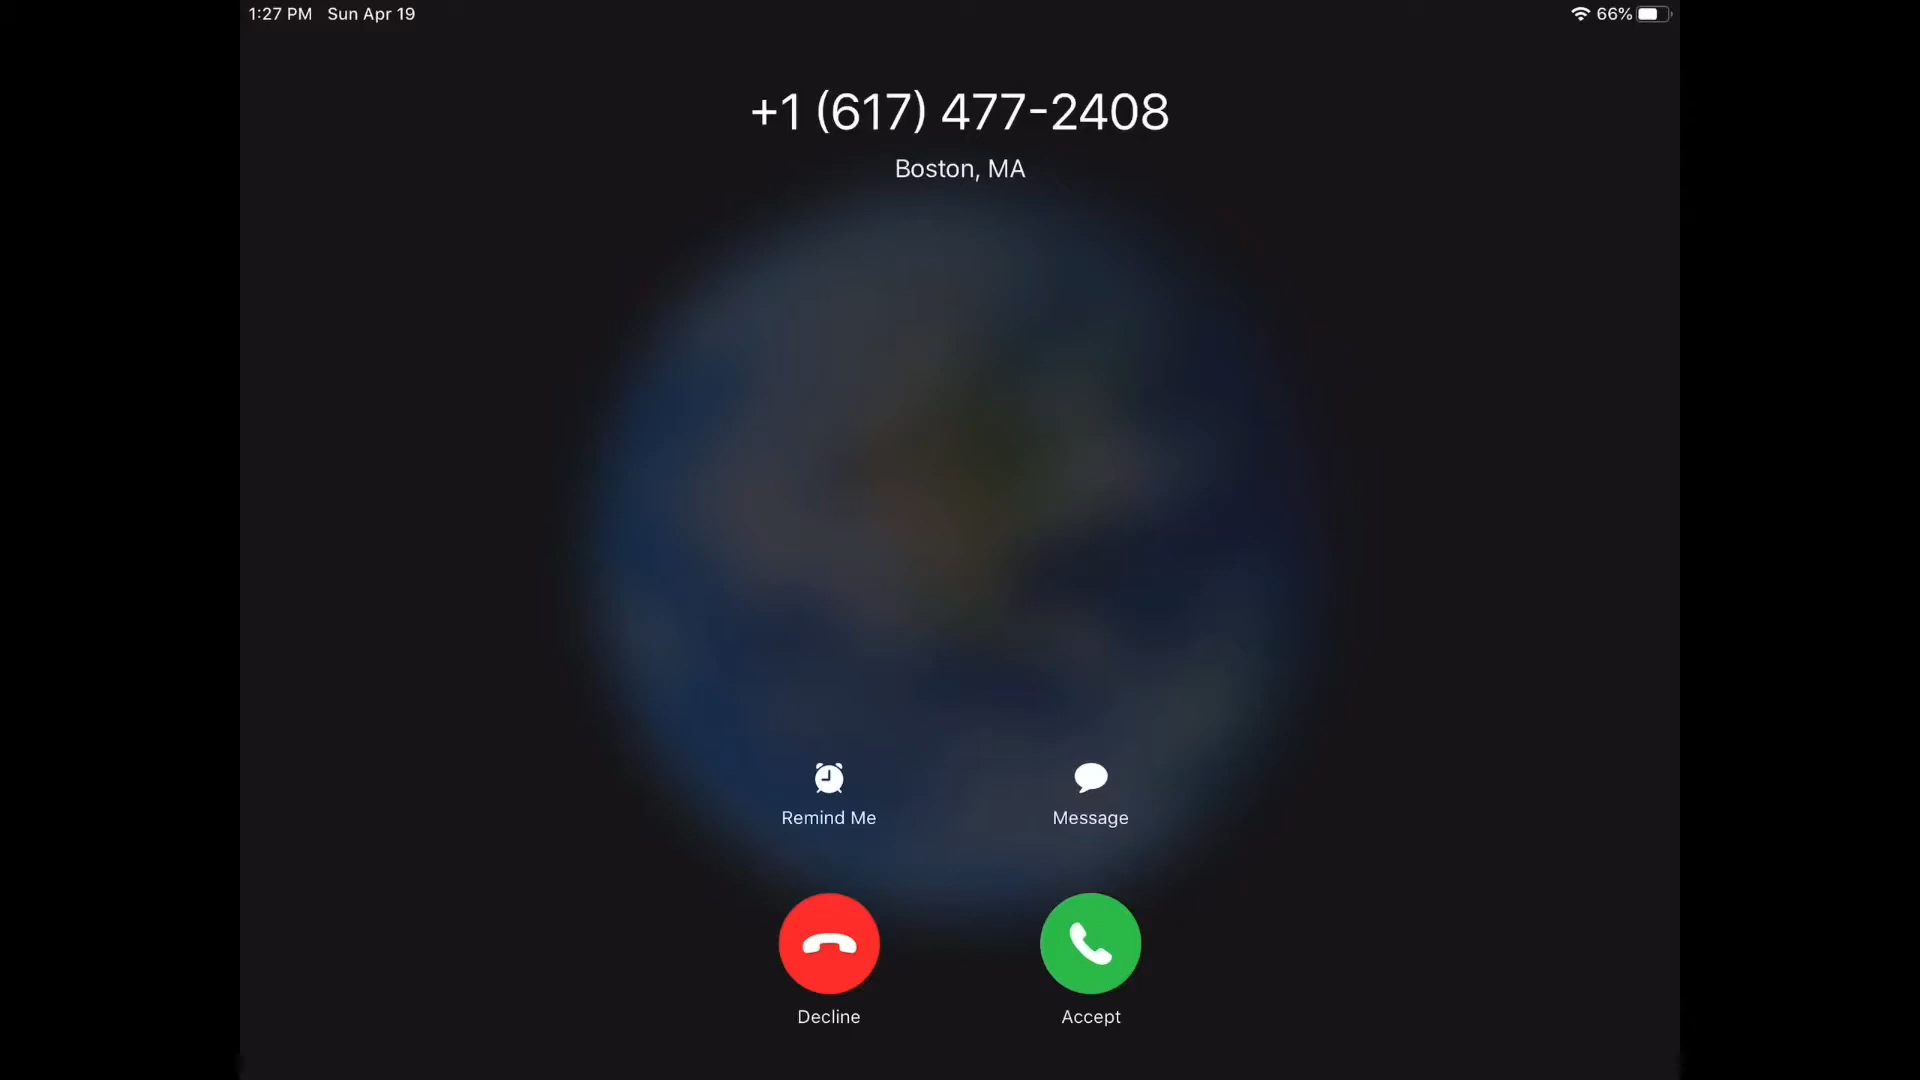 1:27 PM Sun Apr 19
66%
+1 (617) 477-2408
Boston, MA
Remind Me
Message
Decline
Accept